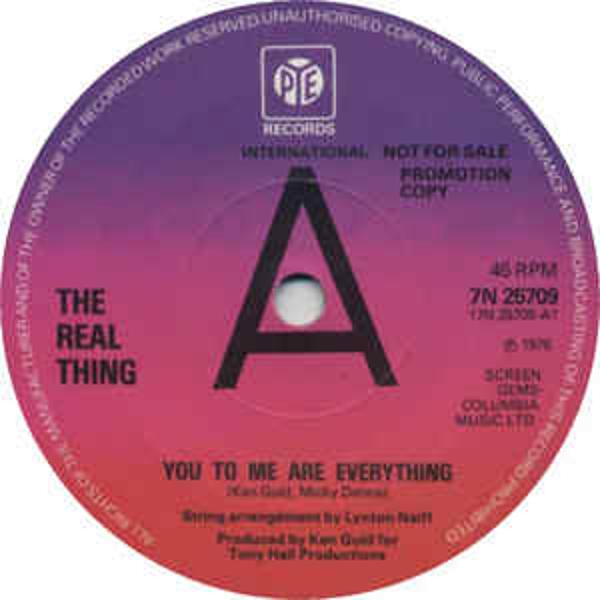 ALL RIGHTS OF THE MANUFACTURER AND OF THE OWNER OF THE RECORDED WORK RESERVED. UNAUTHORISED COPYING, PUBLIC PERFORMANCE AND BROADCASTING OF THIS RECORD PROHIBITED
PYE
RECORDS
INTERNATIONAL NOT FOR SALE
PROMOTION
COPY
A
45 RPM
7N 25709
(7N 25709-A1
℗ 1976
THE
REAL
THING
SCREEN
GEMS-
COLUMBIA
MUSIC LTD
YOU TO ME ARE EVERYTHING
(Ken Gold, Micky Denne)
String arrangement by Lynton Naiff
Produced by Ken Gold for
Tony Hall Productions